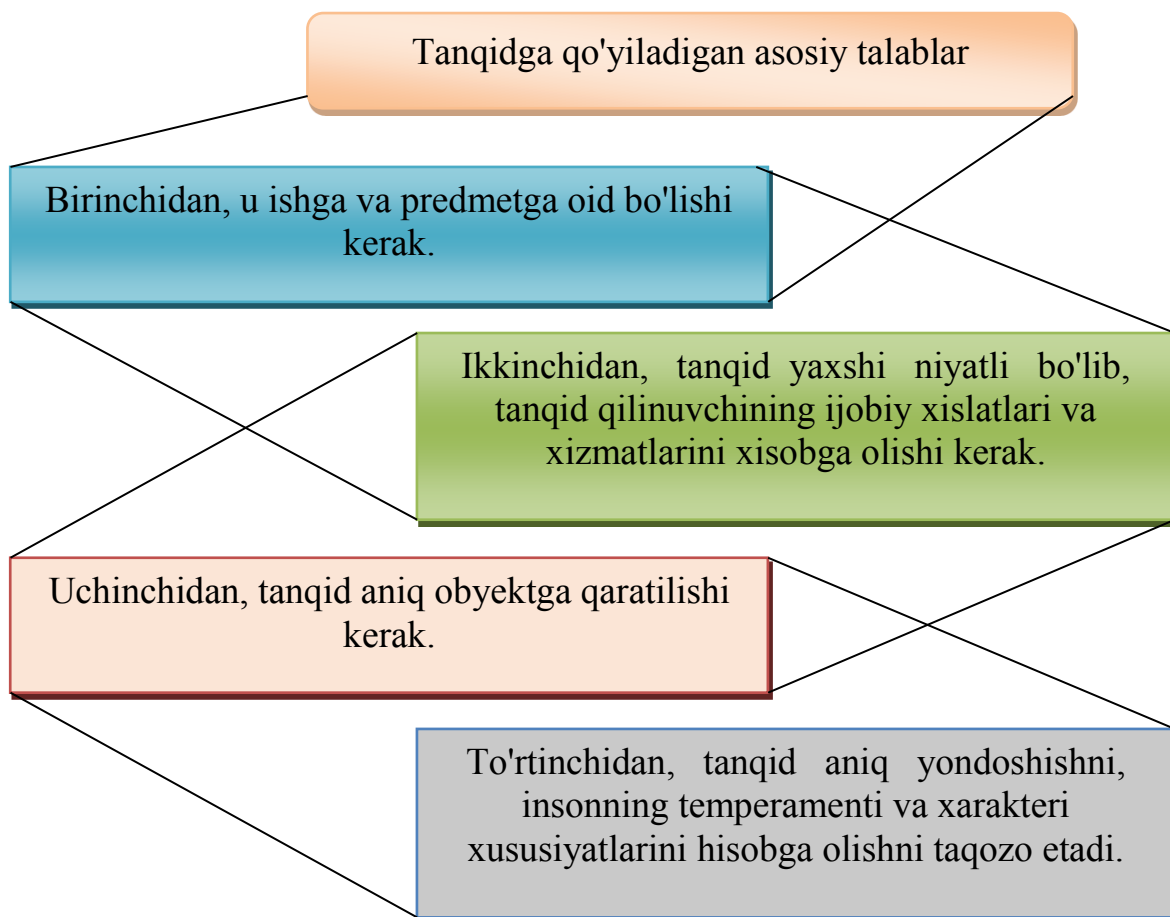 Tanqidga qo'yiladigan asosiy talablar
Birinchidan, u ishga va predmetga oid bo'lishi
kerak.
Ikkinchidan, tanqid yaxshi niyatli bo'lib,
tanqid qilinuvchining ijobiy xislatlari va
xizmatlarini xisobga olishi kerak.
Uchinchidan, tanqid aniq obyektga qaratilishi
kerak.
To'rtinchidan, tanqid aniq yondoshishni,
insonning temperamenti va xarakteri
xususiyatlarini hisobga olishni taqozo etadi.